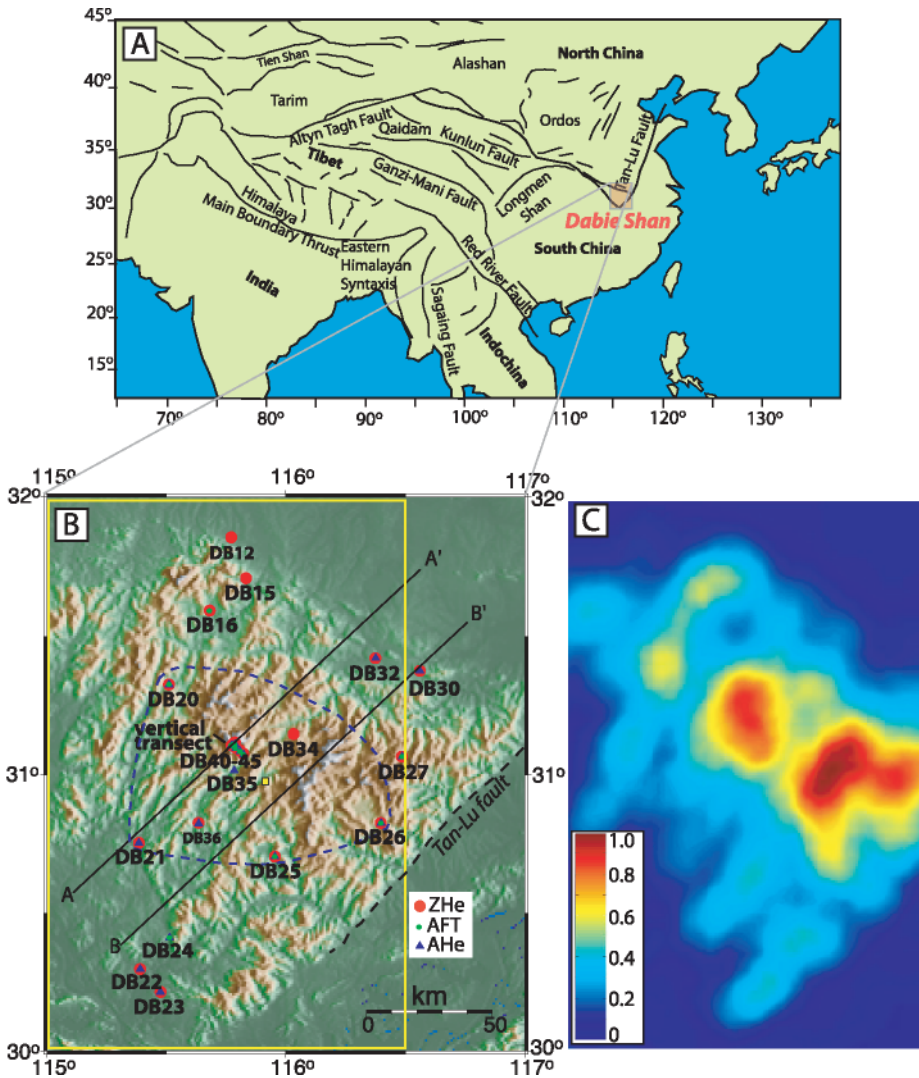 45°
40°
35°
30°
25°
20°
15°
A
Tien Shan
Alashan
North China
Tarim
Ordos
Altyn Tagh Fault
Qaidam
Kunlun Fault
Tan-Lu Fault
Tibet
Ganzi-Mani Fault
Longmen
Shan
Himalaya
Main Boundary Thrust
Dabie Shan
South China
Eastern
Himalayan
Syntaxis
India
Red River Fault
Sagaing Fault
Indochina
70°
80°
90°
100°
110°
120°
130°
115°
116°
117°
32°
32°
B
C
DB12
A'
DB15
B'
DB16
DB32
DB30
DB20
vertical
transect
DB34
DB40-45
31°
DB35
DB27
31°
DB36
DB26
DB21
DB25
Tan-Lu fault
A
B
ZHe
AFT
AHe
DB24
DB22
DB23
km
0
50
30°
30°
115°
116°
117°
1.0
0.8
0.6
0.4
0.2
0